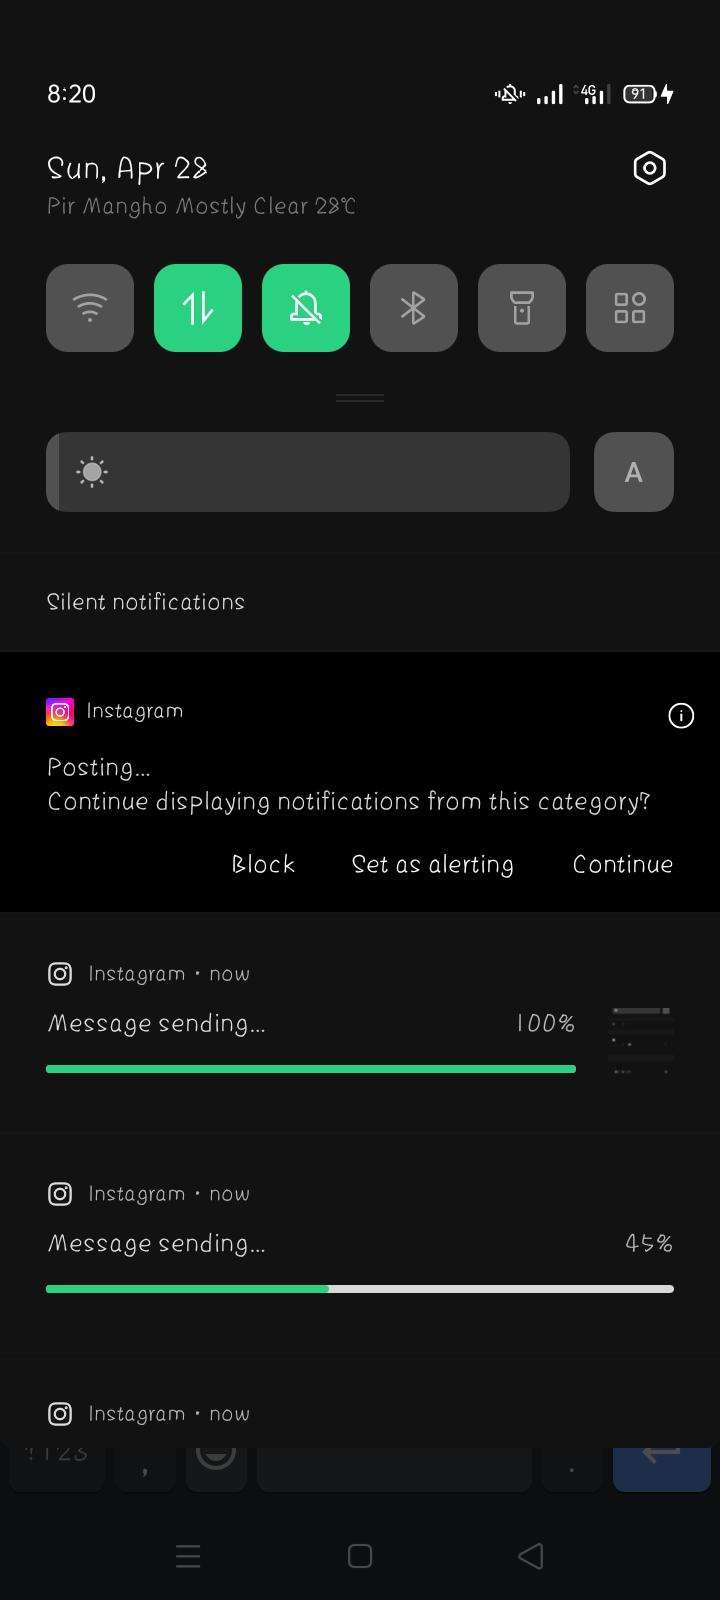 8:20
4G
91
Sun, Apr 28
Pir Mangho Mostly Clear 28°C
A
Silent notifications
Instagram
Posting...
Continue displaying notifications from this category?
Block Set as alerting Continue
Instagram • now
Message sending... 100%
Instagram • now
Message sending... 45%
Instagram • now
?123 , .